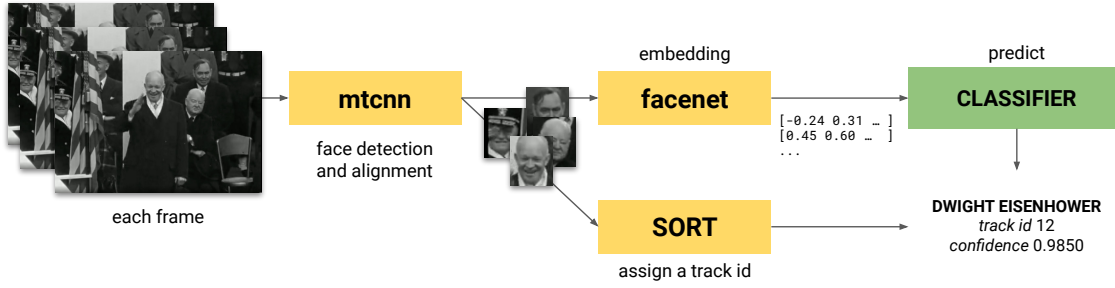 each frame
mtcnn
face detection
and alignment
embedding
facenet
[-0.24 0.31 … ]
[0.45 0.60 … ]
...
predict
CLASSIFIER
SORT
assign a track id
DWIGHT EISENHOWER
track id 12
confidence 0.9850